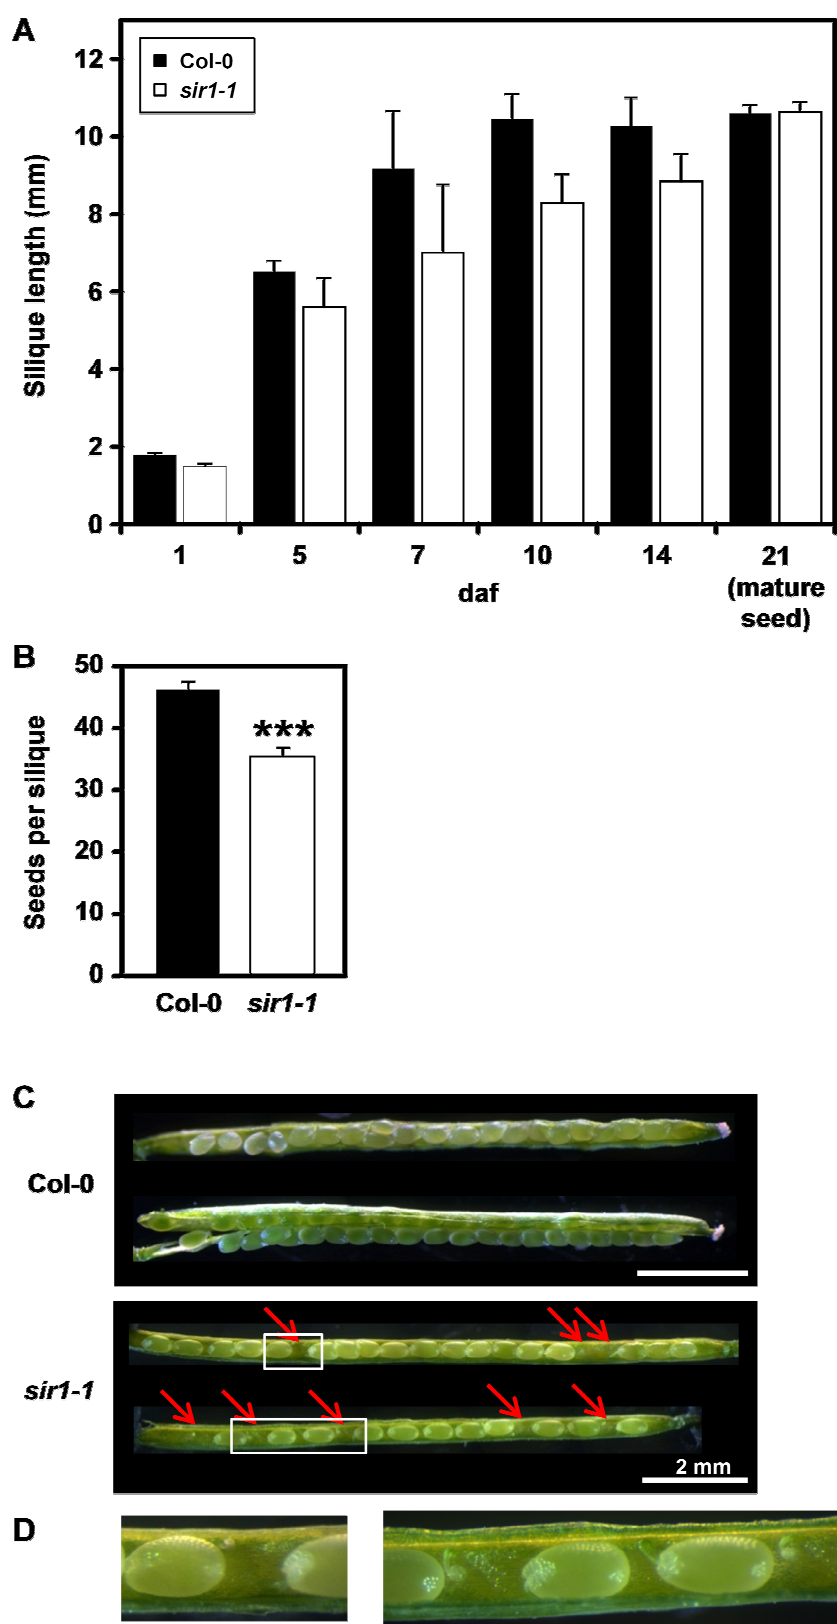 A
Col-0
sir1-1
Silique length (mm)
12
10
8
6
4
2
0
1 5 7 10 14 21
(mature
seed)
daf
B
Seeds per silique
50
40
30
20
10
0
***
Col-0 sir1-1
C
Col-0
sir1-1
2 mm
D